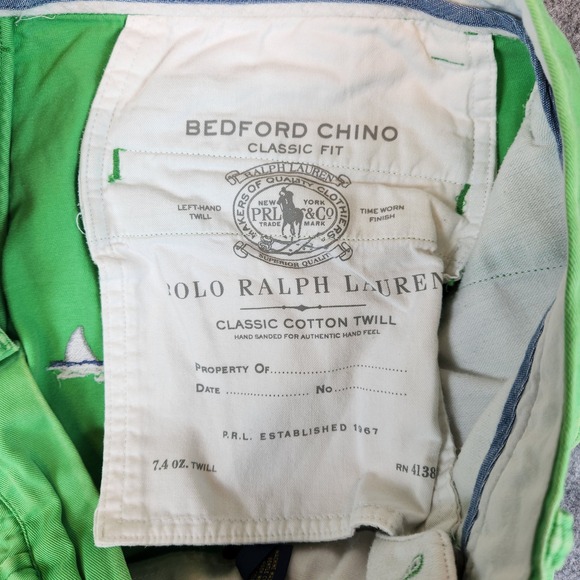 BEDFORD CHINO
CLASSIC FIT
RALPH LAUREN
MAKERS OF QUALITY CLOTHIERS
LEFT-HAND
TWILL
NEW YORK
PRL &CO
TRADE MARK
TIME WORN
FINISH
SUPERIOR QUALIT
OLO RALPH LAUREN
CLASSIC COTTON TWILL
HAND SANDED FOR AUTHENTIC HAND FEEL
PROPERTY OF
DATE NO
P.R.L. ESTABLISHED 1967
7.4 OZ. TWILL RN 4138